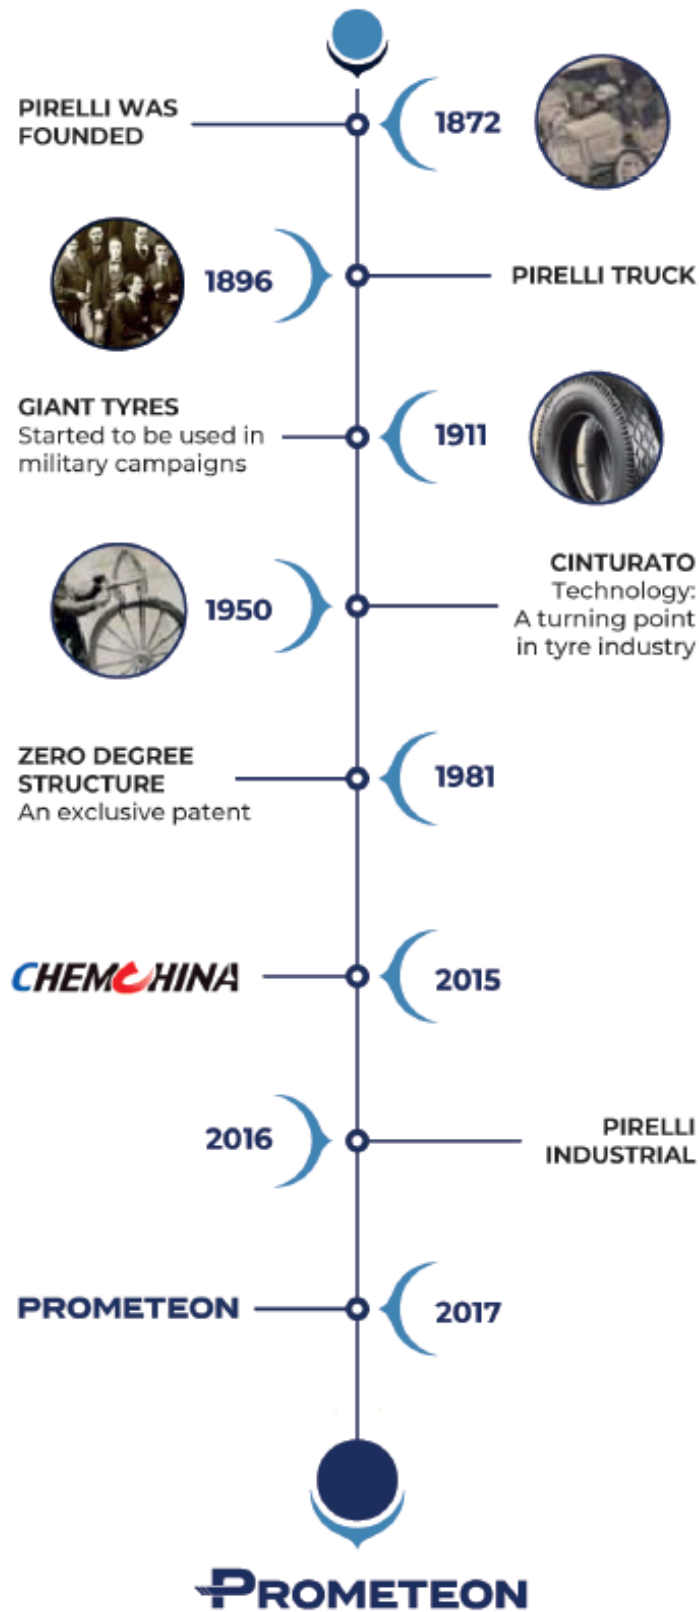 PIRELLI WAS
FOUNDED
1872
1896
PIRELLI TRUCK
GIANT TYRES
Started to be used in
military campaigns
1911
1950
CINTURATO
Technology:
A turning point
in tyre industry
ZERO DEGREE
STRUCTURE
An exclusive patent
1981
CHEMCHINA
2015
2016
PIRELLI
INDUSTRIAL
PROMETEON
2017
PROMETEON